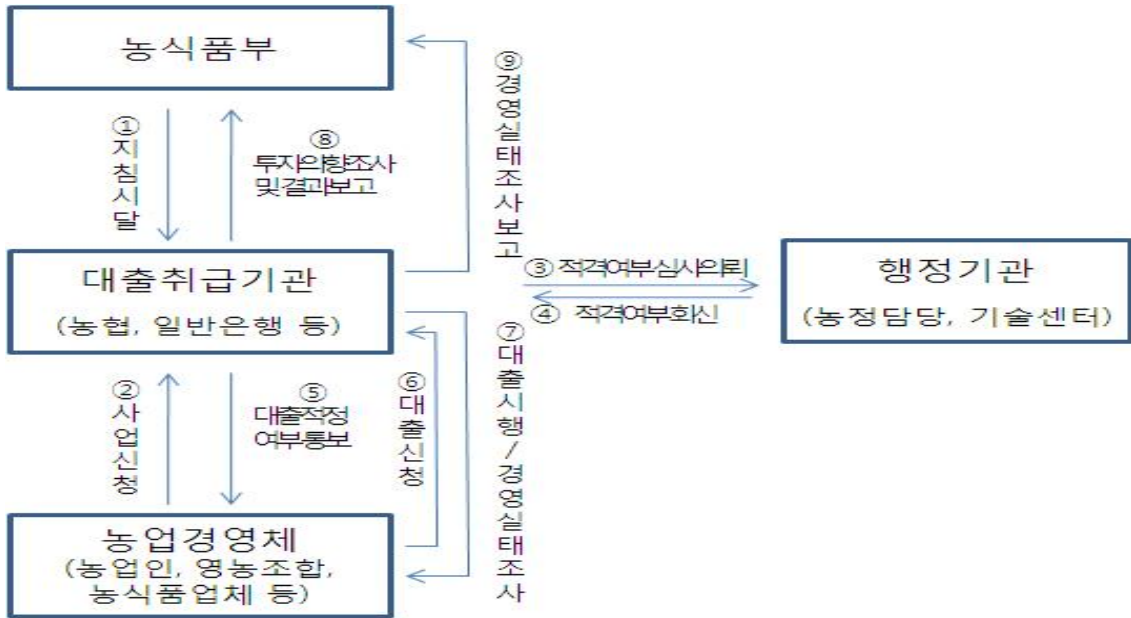 농식품부
① 지침시달
⑧
투자의향조사
및결과보고
⑨ 경영실태조사보고
대출취급기관
(농협, 일반은행 등)
③ 적격여부심사의뢰
④ 적격여부회신
행정기관
(농정담당, 기술센터)
② 사업신청
⑤
대출적정
여부통보
⑥ 대출신청
⑦ 대출시행/경영실태조사
농업경영체
(농업인, 영농조합,
농식품업체 등)